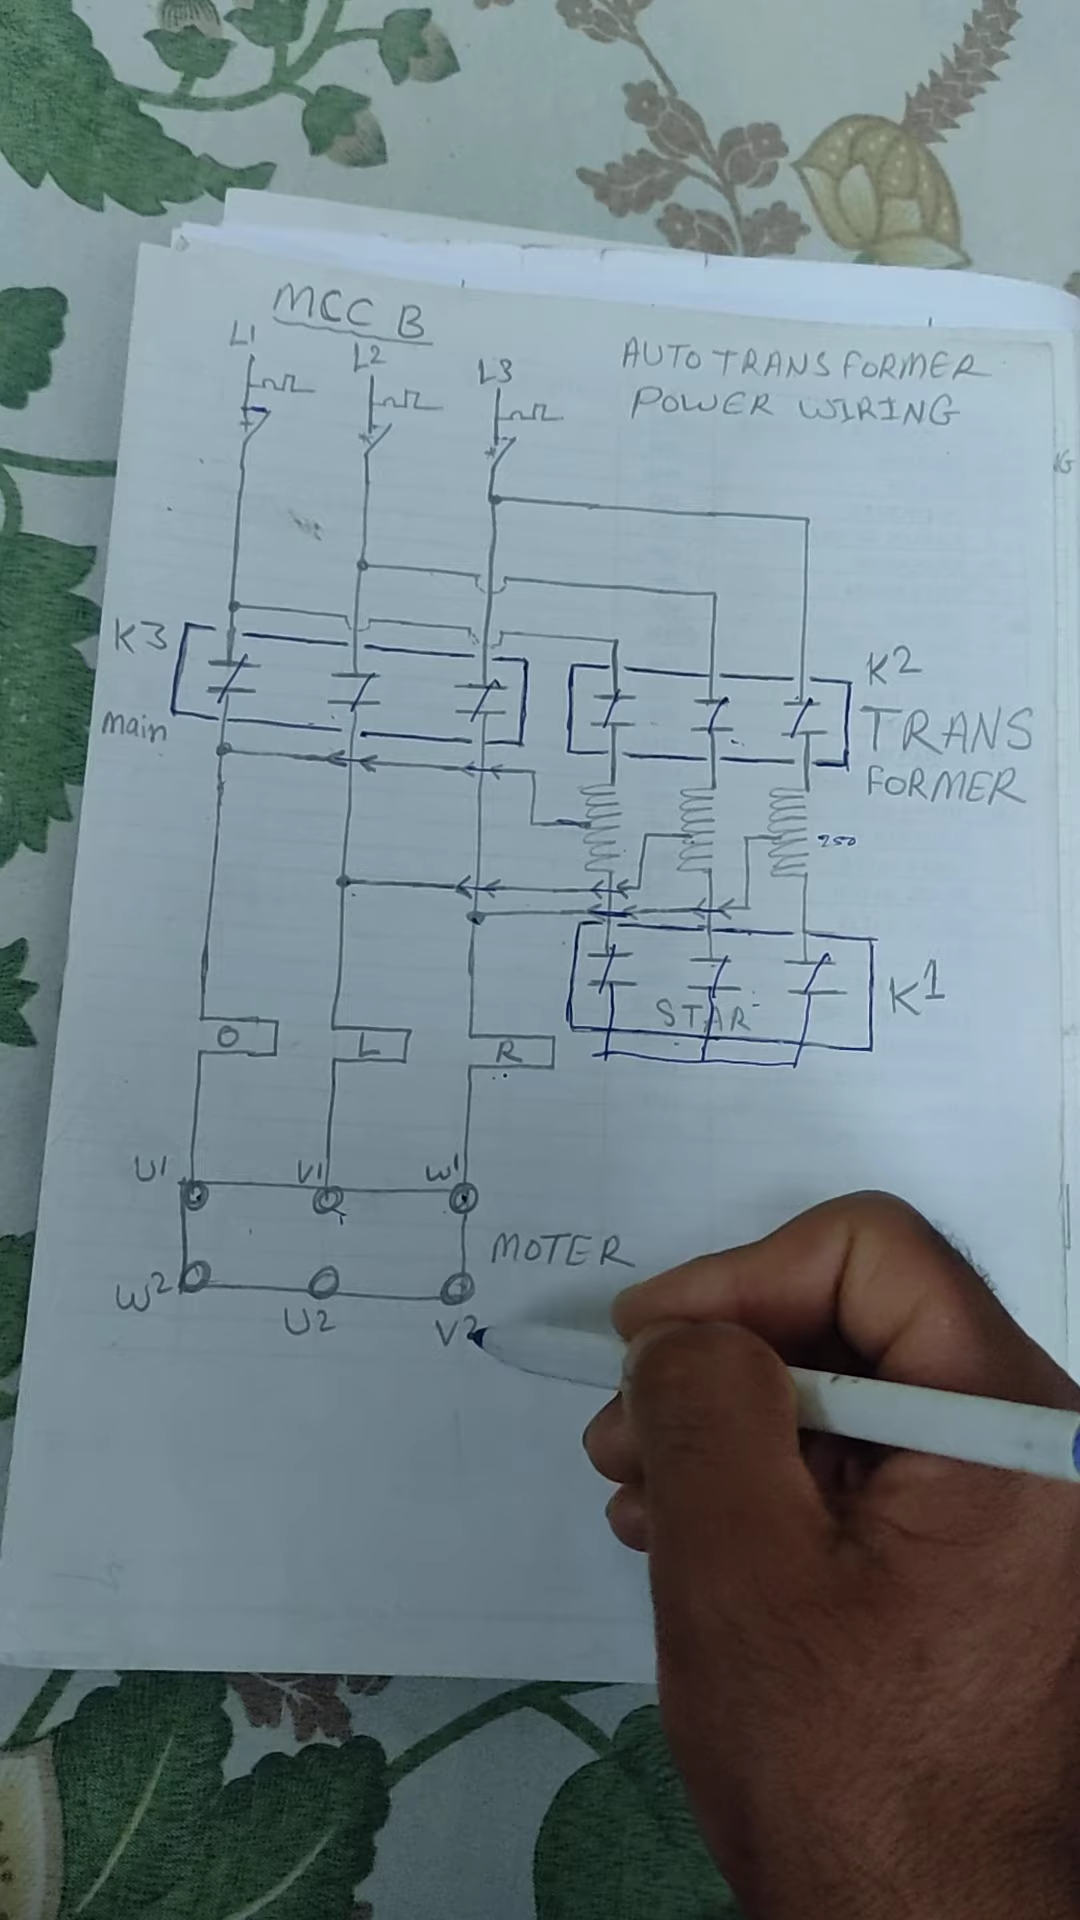 MCC B
L1
L2
L3
AUTO TRANSFORMER
POWER WIRING
K3
main
K2
TRANS
FORMER
250
K1
STAR
O
L
R
U1
V1
W1
MOTER
W2
U2
V2